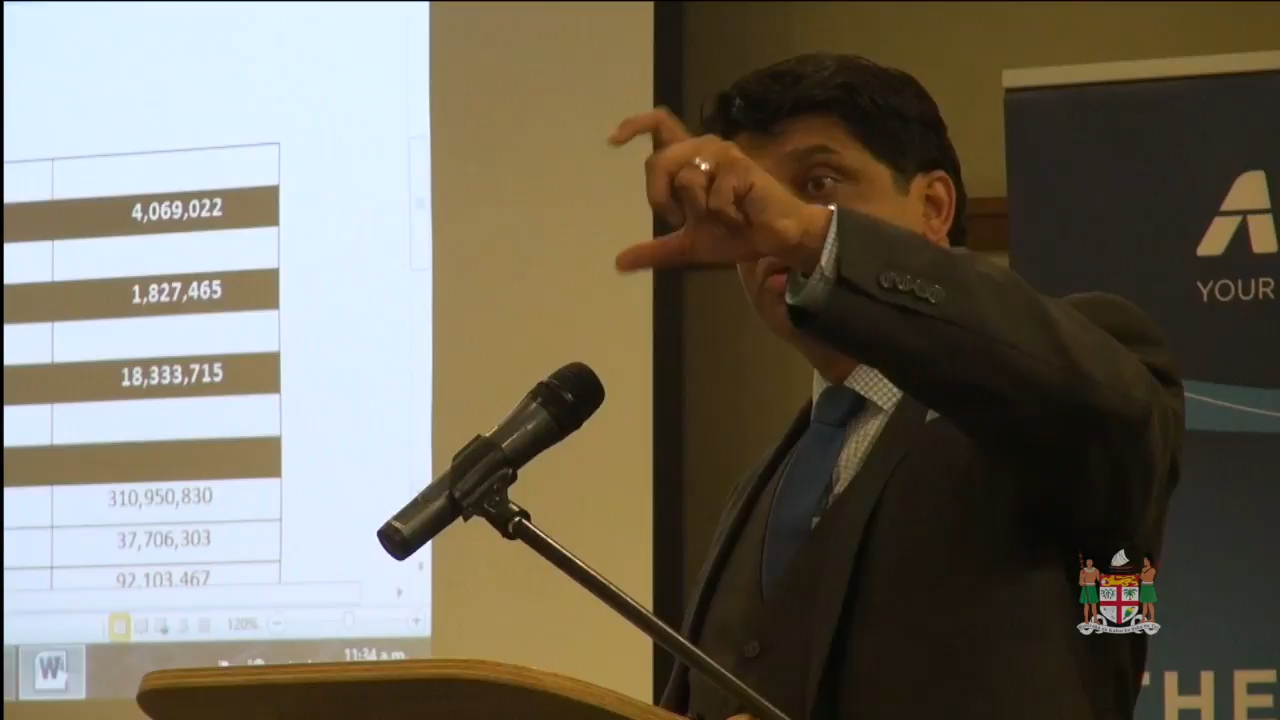 4,069,022
1,827,465
18,333,715
310,950,830
37,706,303
92,103,467
120%
11:34 a.m.
W
A
YOUR
THE